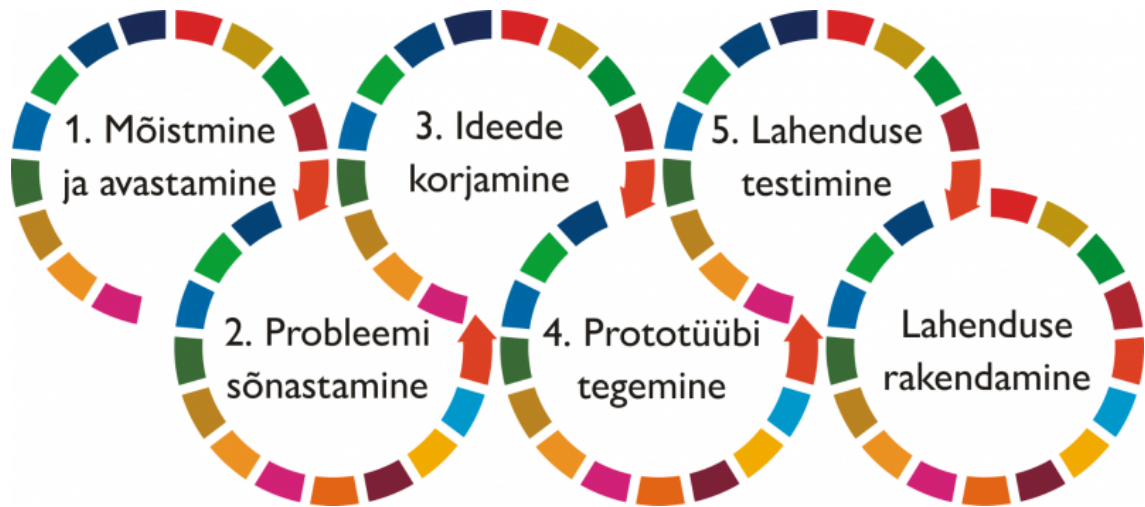 1. Mõistmine
ja avastamine
2. Probleemi
sõnastamine
3. Ideede
korjamine
4. Prototüübi
tegemine
5. Lahenduse
testimine
Lahenduse
rakendamine